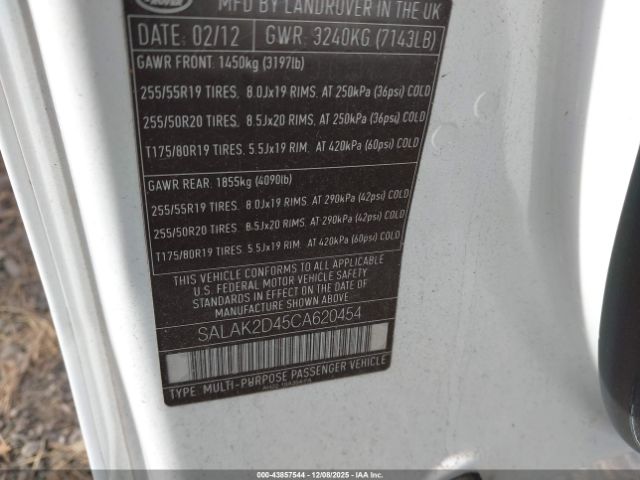 ROVER
MFD BY LANDROVER IN THE UK
DATE: 02/12 GWR: 3240KG (7143LB)
GAWR FRONT: 1450kg (3197lb)
255/55R19 TIRES. 8.0Jx19 RIMS. AT 250kPa (36psi) COLD
255/50R20 TIRES. 8.5Jx20 RIMS. AT 250kPa (36psi) COLD
T175/80R19 TIRES. 5.5Jx19 RIM. AT 420kPa (60psi) COLD
GAWR REAR: 1855kg (4090lb)
255/55R19 TIRES. 8.0Jx19 RIMS. AT 290kPa (42psi) COLD
255/50R20 TIRES. 8.5Jx20 RIMS. AT 290kPa (42psi) COLD
T175/80R19 TIRES. 5.5Jx19 RIM. AT 420kPa (60psi) COLD
THIS VEHICLE CONFORMS TO ALL APPLICABLE
U.S. FEDERAL MOTOR VEHICLE SAFETY
STANDARDS IN EFFECT ON THE DATE OF
MANUFACTURE SHOWN ABOVE.
SALAK2D45CA620454
TYPE: MULTI-PURPOSE PASSENGER VEHICLE
000-43857544 | 12/08/2025 - IAAI.COM